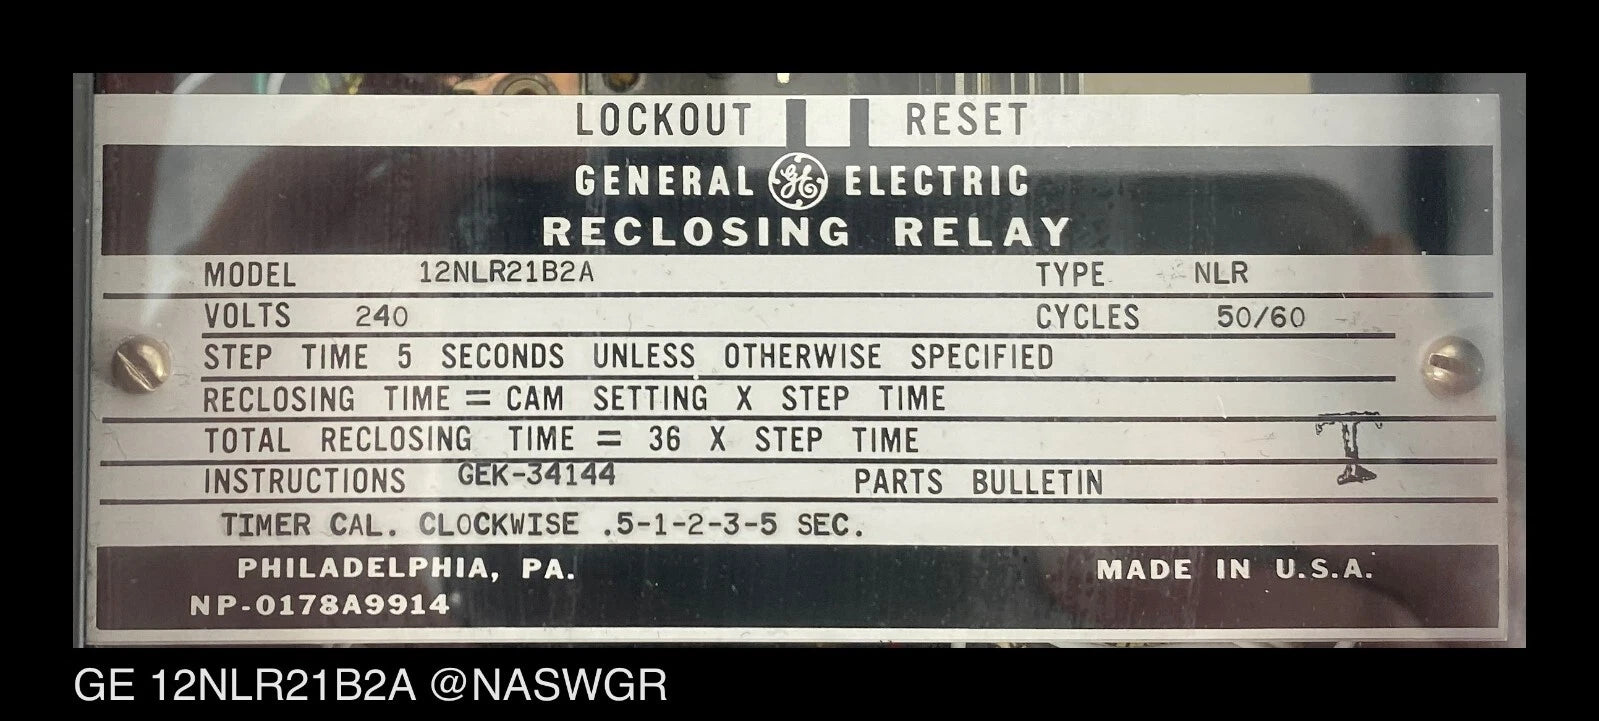 LOCKOUT RESET
GENERAL GE ELECTRIC
RECLOSING RELAY
MODEL 12NLR21B2A TYPE NLR
VOLTS 240 CYCLES 50/60
STEP TIME 5 SECONDS UNLESS OTHERWISE SPECIFIED
RECLOSING TIME = CAM SETTING X STEP TIME
TOTAL RECLOSING TIME = 36 X STEP TIME
INSTRUCTIONS GEK-34144 PARTS BULLETIN
TIMER CAL. CLOCKWISE .5-1-2-3-5 SEC.
PHILADELPHIA, PA. MADE IN U.S.A.
NP-0178A9914
GE 12NLR21B2A @NASWGR